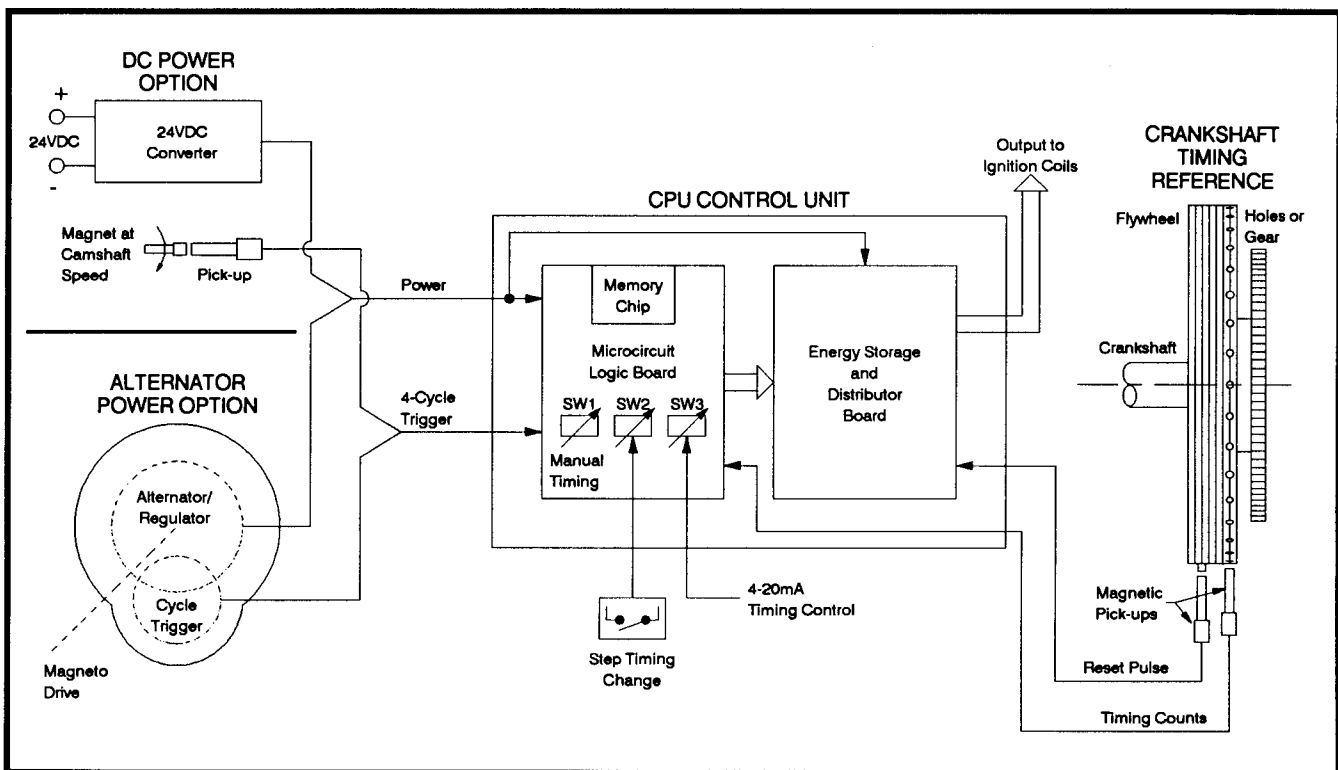 DC POWER
OPTION
+
24VDC
-
24VDC
Converter
Magnet at
Camshaft
Speed
Pick-up
ALTERNATOR
POWER OPTION
Alternator/
Regulator
Cycle
Trigger
Magneto
Drive
Power
4-Cycle
Trigger
CPU CONTROL UNIT
Memory
Chip
Microcircuit
Logic Board
SW1
SW2
SW3
Manual
Timing
Energy Storage
and
Distributor
Board
Step Timing
Change
4-20mA
Timing Control
Output to
Ignition Coils
CRANKSHAFT
TIMING
REFERENCE
Flywheel
Holes or
Gear
Crankshaft
Magnetic
Pick-ups
Reset Pulse
Timing Counts